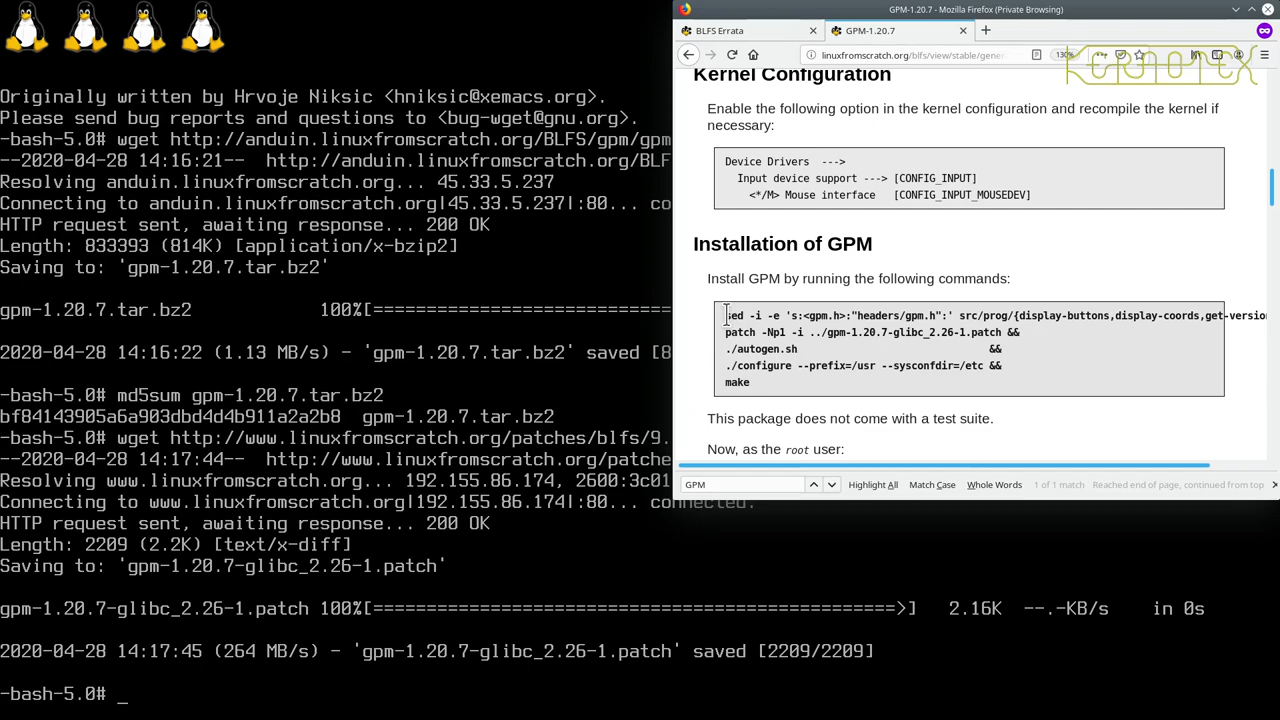 Originally written by Hrvoje Niksic <hniksic@xemacs.org>.
Please send bug reports and questions to <bug-wget@gnu.org>.
-bash-5.0# wget http://anduin.linuxfromscratch.org/BLFS/gpm/gpm
--2020-04-28 14:16:21-- http://anduin.linuxfromscratch.org/BLF
Resolving anduin.linuxfromscratch.org... 45.33.5.237
Connecting to anduin.linuxfromscratch.org|45.33.5.237|:80... co
HTTP request sent, awaiting response... 200 OK
Length: 833393 (814K) [application/x-bzip2]
Saving to: 'gpm-1.20.7.tar.bz2'
gpm-1.20.7.tar.bz2 100%[============================
2020-04-28 14:16:22 (1.13 MB/s) - 'gpm-1.20.7.tar.bz2' saved [8
-bash-5.0# md5sum gpm-1.20.7.tar.bz2
bf84143905a6a903dbd4d4b911a2a2b8 gpm-1.20.7.tar.bz2
-bash-5.0# wget http://www.linuxfromscratch.org/patches/blfs/9.
--2020-04-28 14:17:44-- http://www.linuxfromscratch.org/patche
Resolving www.linuxfromscratch.org... 192.155.86.174, 2600:3c01
Connecting to www.linuxfromscratch.org|192.155.86.174|:80... connected.
HTTP request sent, awaiting response... 200 OK
Length: 2209 (2.2K) [text/x-diff]
Saving to: 'gpm-1.20.7-glibc_2.26-1.patch'
gpm-1.20.7-glibc_2.26-1.patch 100%[=================================================>] 2.16K --.-KB/s in 0s
2020-04-28 14:17:45 (264 MB/s) - 'gpm-1.20.7-glibc_2.26-1.patch' saved [2209/2209]
-bash-5.0# _
GPM-1.20.7 - Mozilla Firefox (Private Browsing)
BLFS Errata
GPM-1.20.7
linuxfromscratch.org/blfs/view/stable/gene
130%
KERNOTEX
Kernel Configuration
Enable the following option in the kernel configuration and recompile the kernel if
necessary:
Device Drivers --->
Input device support ---> [CONFIG_INPUT]
<*/M> Mouse interface [CONFIG_INPUT_MOUSEDEV]
Installation of GPM
Install GPM by running the following commands:
sed -i -e 's:<gpm.h>:"headers/gpm.h":' src/prog/{display-buttons,display-coords,get-version
patch -Np1 -i ../gpm-1.20.7-glibc_2.26-1.patch &&
./autogen.sh &&
./configure --prefix=/usr --sysconfdir=/etc &&
make
This package does not come with a test suite.
Now, as the root user:
GPM
Highlight All
Match Case
Whole Words
1 of 1 match
Reached end of page, continued from top